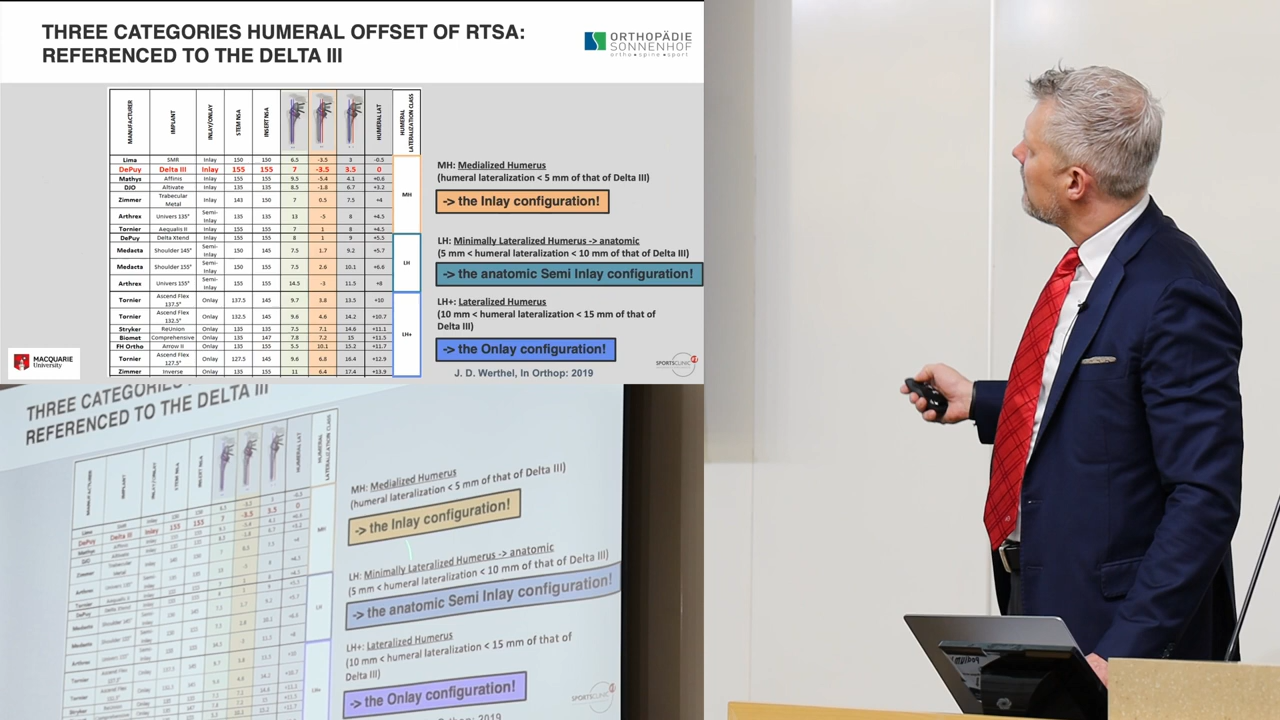 THREE CATEGORIES HUMERAL OFFSET OF RTSA:
REFERENCED TO THE DELTA III
ORTHOPÄDIE
SONNENHOF
ortho • spine • sport
MANUFACTURER IMPLANT INLAY/ONLAY STEM NSA INSERT NSA HUMERAL LAT HUMERAL LATERALIZATION CLASS
Lima SMR Inlay 150 150 6.5 -3.5 3 -0.5
DePuy Delta III Inlay 155 155 7 -3.5 3.5 0
Mathys Affinis Inlay 155 155 9.5 -5.4 4.1 +0.6
DJO Altivate Inlay 135 135 8.5 -1.8 6.7 +3.2
Zimmer Trabecular Metal Inlay 143 150 7 0.5 7.5 +4
Arthrex Univers 135° Semi-Inlay 135 135 13 -5 8 +4.5
Tornier Aequalis II Inlay 155 155 7 1 8 +4.5
MH
DePuy Delta Xtend Inlay 155 155 8 1 9 +5.5
Medacta Shoulder 145° Semi-Inlay 150 145 7.5 1.7 9.2 +5.7
Medacta Shoulder 155° Semi-Inlay 150 155 7.5 2.6 10.1 +6.6
Arthrex Univers 155° Semi-Inlay 135 155 14.5 -3 11.5 +8
LH
Tornier Ascend Flex 137.5° Onlay 137.5 145 9.7 3.8 13.5 +10
Tornier Ascend Flex 132.5° Onlay 132.5 145 9.6 4.6 14.2 +10.7
Stryker ReUnion Onlay 135 135 7.5 7.1 14.6 +11.1
Biomet Comprehensive Onlay 135 147 7.8 7.2 15 +11.5
FH Ortho Arrow II Onlay 135 155 5.5 10.1 15.2 +11.7
Tornier Ascend Flex 127.5° Onlay 127.5 145 9.6 6.8 16.4 +12.9
Zimmer Inverse Onlay 135 155 11 6.4 17.4 +13.9
LH+
MH: Medialized Humerus
(humeral lateralization < 5 mm of that of Delta III)
-> the Inlay configuration!
LH: Minimally Lateralized Humerus -> anatomic
(5 mm < humeral lateralization < 10 mm of that of Delta III)
-> the anatomic Semi Inlay configuration!
LH+: Lateralized Humerus
(10 mm < humeral lateralization < 15 mm of that of
Delta III)
-> the Onlay configuration!
J. D. Werthel, In Orthop: 2019
MACQUARIE
University
SPORTSCLINIC
THREE CATEGORIES HUMERAL OFFSET
REFERENCED TO THE DELTA III
MH: Medialized Humerus
(humeral lateralization < 5 mm of that of Delta III)
-> the Inlay configuration!
LH: Minimally Lateralized Humerus -> anatomic
(5 mm < humeral lateralization < 10 mm of that of Delta III)
-> the anatomic Semi Inlay configuration!
LH+: Lateralized Humerus
(10 mm < humeral lateralization < 15 mm of that of
Delta III)
-> the Onlay configuration!
Orthop: 2019
SPORTSCLINIC